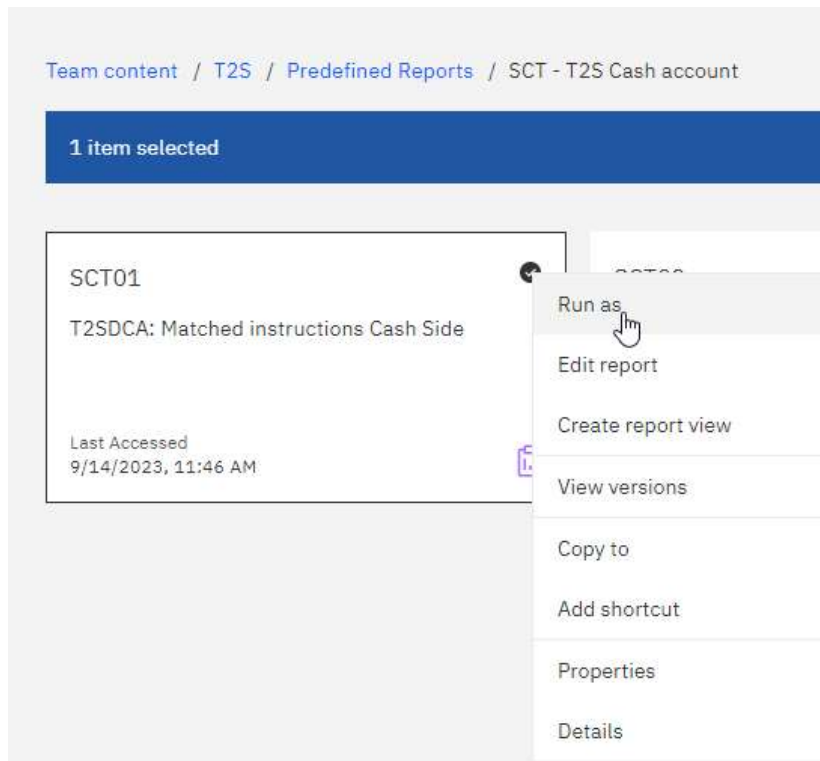 Team content / T2S / Predefined Reports / SCT - T2S Cash account
1 item selected
SCT01
T2SDCA: Matched instructions Cash Side
Last Accessed
9/14/2023, 11:46 AM
Run as
Edit report
Create report view
View versions
Copy to
Add shortcut
Properties
Details